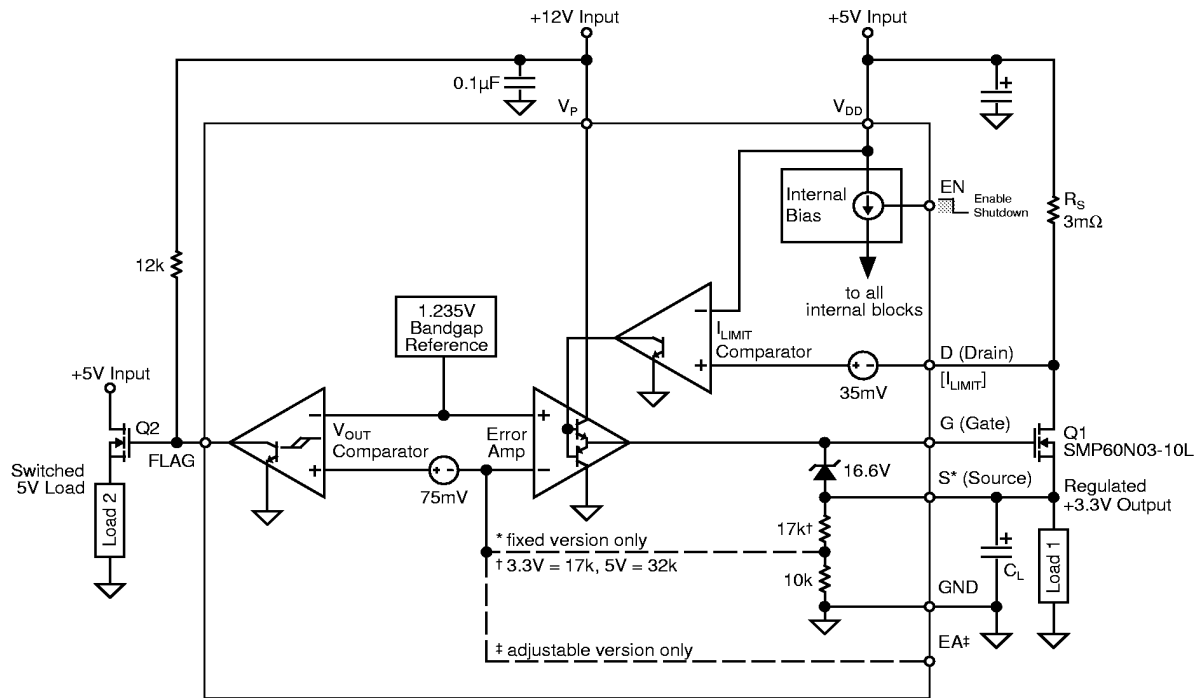 +12V Input
+5V Input
0.1µF
+
V_P
V_DD
Internal
Bias
EN
Enable
Shutdown
R_S
3mΩ
12k
to all
internal blocks
1.235V
Bandgap
Reference
−
I_LIMIT
Comparator
+
35mV
D (Drain)
[I_LIMIT]
+5V Input
Q2
FLAG
Switched
5V Load
Load 2
−
V_OUT
Comparator
+
75mV
+
Error
Amp
−
G (Gate)
Q1
SMP60N03-10L
16.6V
S* (Source)
Regulated
+3.3V Output
17k†
* fixed version only
† 3.3V = 17k, 5V = 32k
10k
+
C_L
Load 1
GND
EA‡
‡ adjustable version only